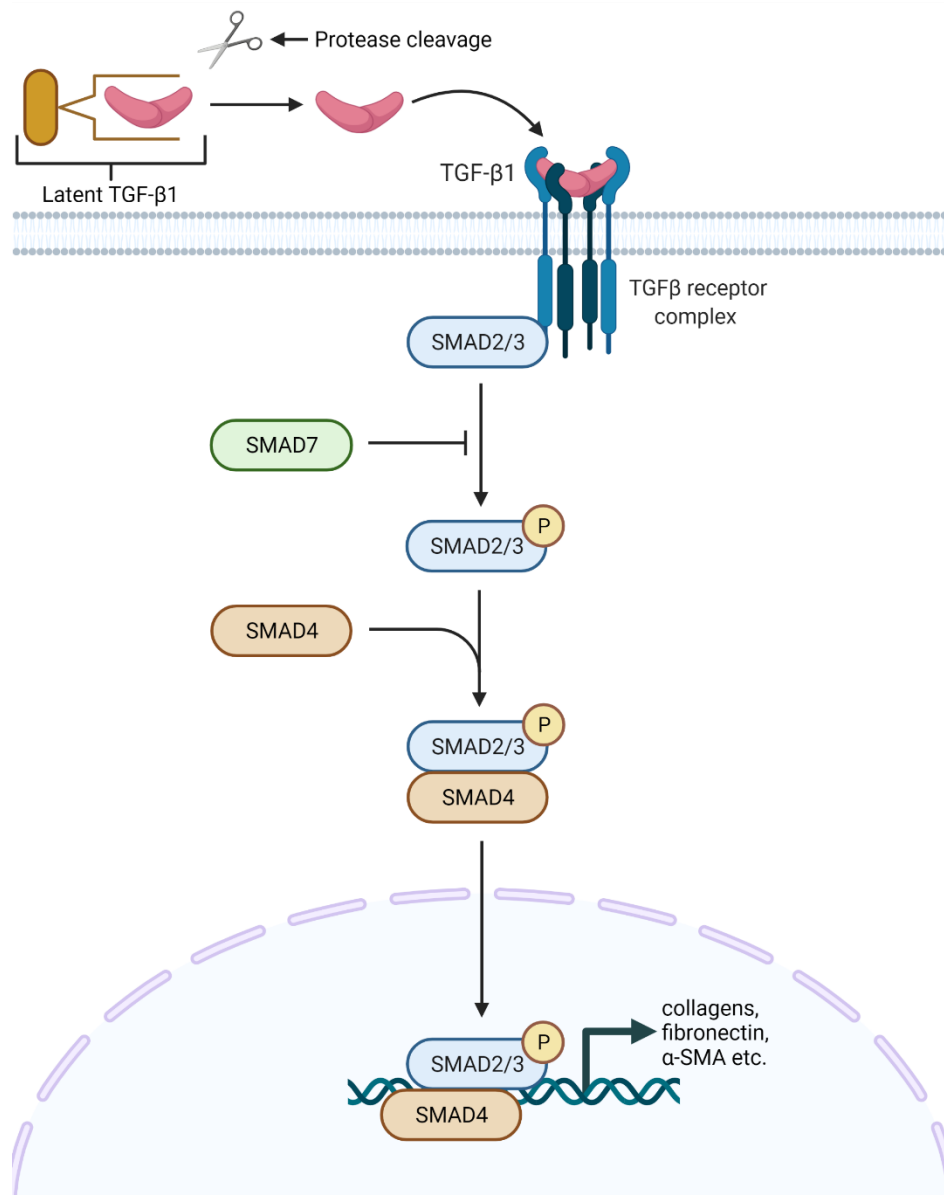 Protease cleavage
Latent TGF-β1
TGF-β1
TGFβ receptor
complex
SMAD2/3
SMAD7
SMAD2/3
P
SMAD4
SMAD2/3
P
SMAD4
collagens,
fibronectin,
α-SMA etc.
SMAD2/3
P
SMAD4